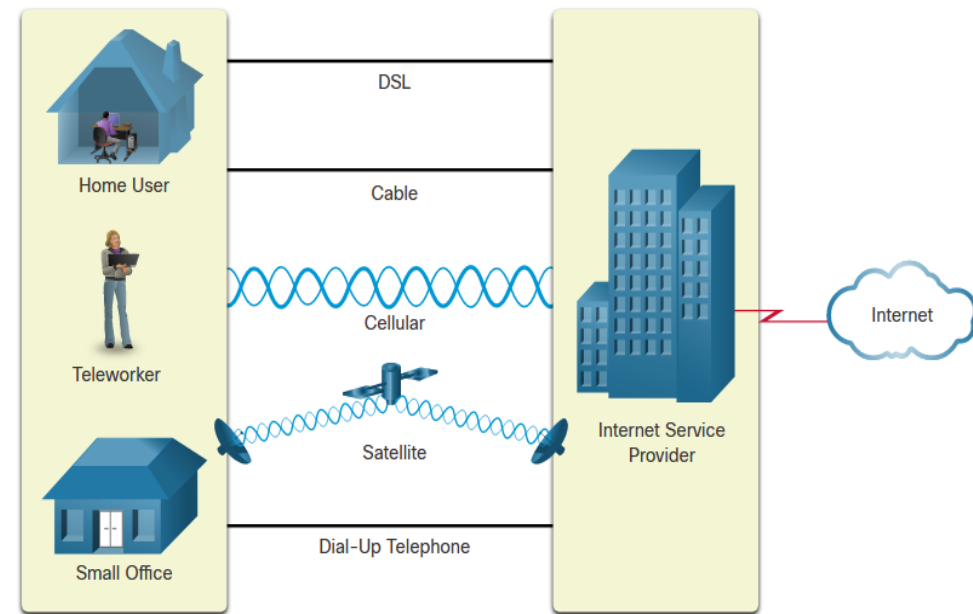 DSL
Home User
Cable
Cellular
Internet
Teleworker
Satellite
Internet Service
Provider
Dial-Up Telephone
Small Office